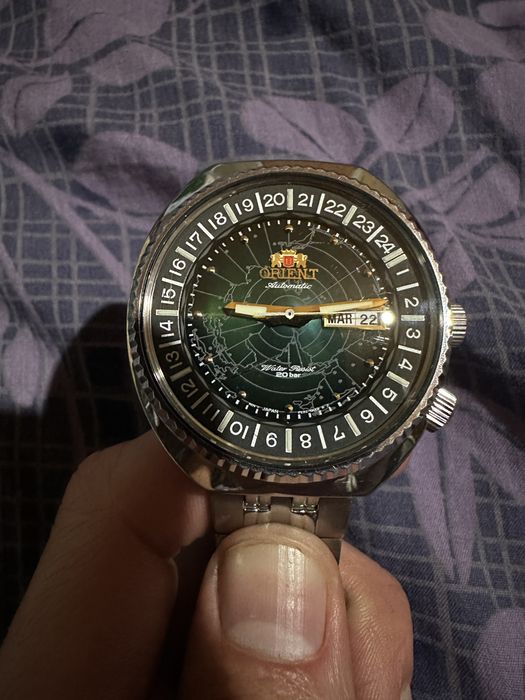 ORIENT
Automatic
MAR 22
Water Resist
20 bar
JAPAN
1 2 3 4 5 6 7 8 9 10 11 12 13 14 15 16 17 18 19 20 21 22 23 24